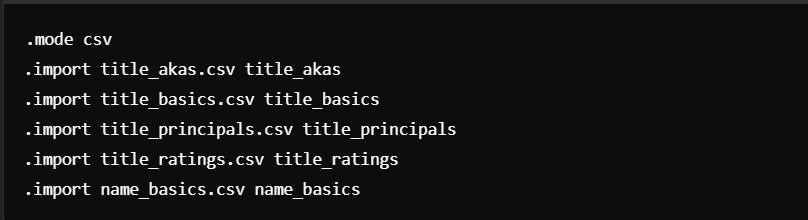 .mode csv
.import title_akas.csv title_akas
.import title_basics.csv title_basics
.import title_principals.csv title_principals
.import title_ratings.csv title_ratings
.import name_basics.csv name_basics